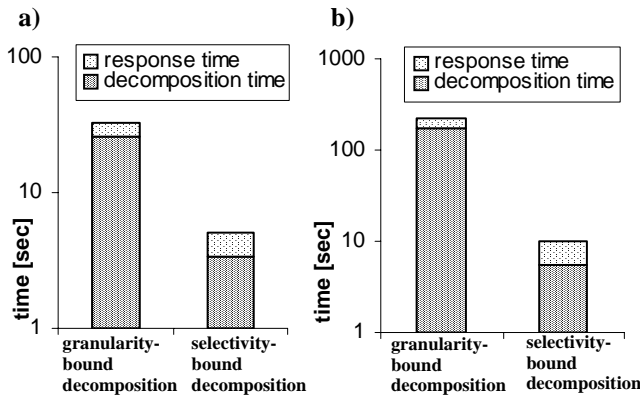 a)
100
10
1
time [sec]
response time
decomposition time
granularity-
bound
decomposition
selectivity-
bound
decomposition
b)
1000
100
10
1
time [sec]
response time
decomposition time
granularity-
bound
decomposition
selectivity-
bound
decomposition